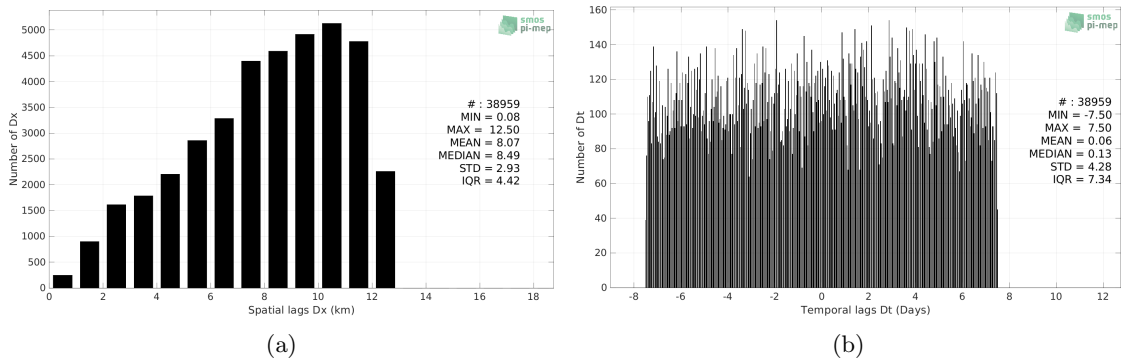 smos
pi-mep
5000
4500
4000
3500
3000
2500
2000
1500
1000
500
0
Number of Dx
# : 38959
MIN = 0.08
MAX = 12.50
MEAN = 8.07
MEDIAN = 8.49
STD = 2.93
IQR = 4.42
0 2 4 6 8 10 12 14 16 18
Spatial lags Dx (km)
(a)
smos
pi-mep
160
140
120
100
80
60
40
20
0
Number of Dt
# : 38959
MIN = -7.50
MAX = 7.50
MEAN = 0.06
MEDIAN = 0.13
STD = 4.28
IQR = 7.34
-8 -6 -4 -2 0 2 4 6 8 10 12
Temporal lags Dt (Days)
(b)